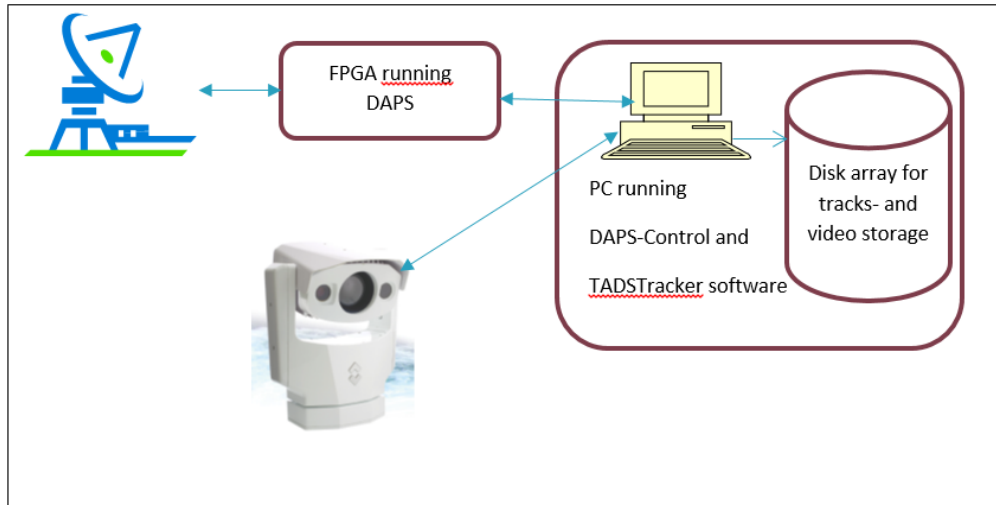 FPGA running
DAPS
PC running
DAPS-Control and
TADSTracker software
Disk array for
tracks- and
video storage